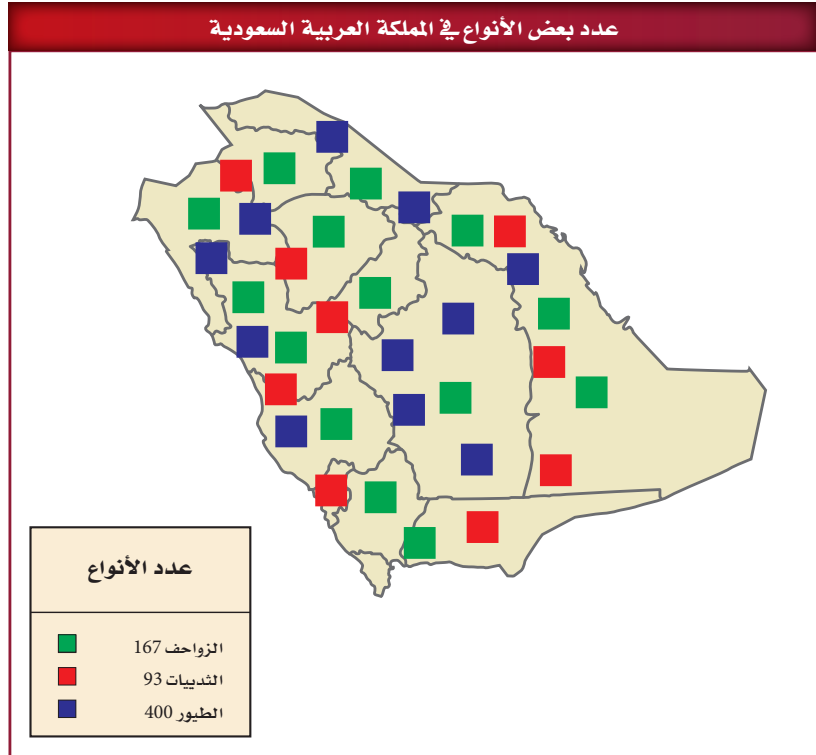 عدد بعض الأنواع في المملكة العربية السعودية
عدد الأنواع
الزواحف 167
الثدييات 93
الطيور 400